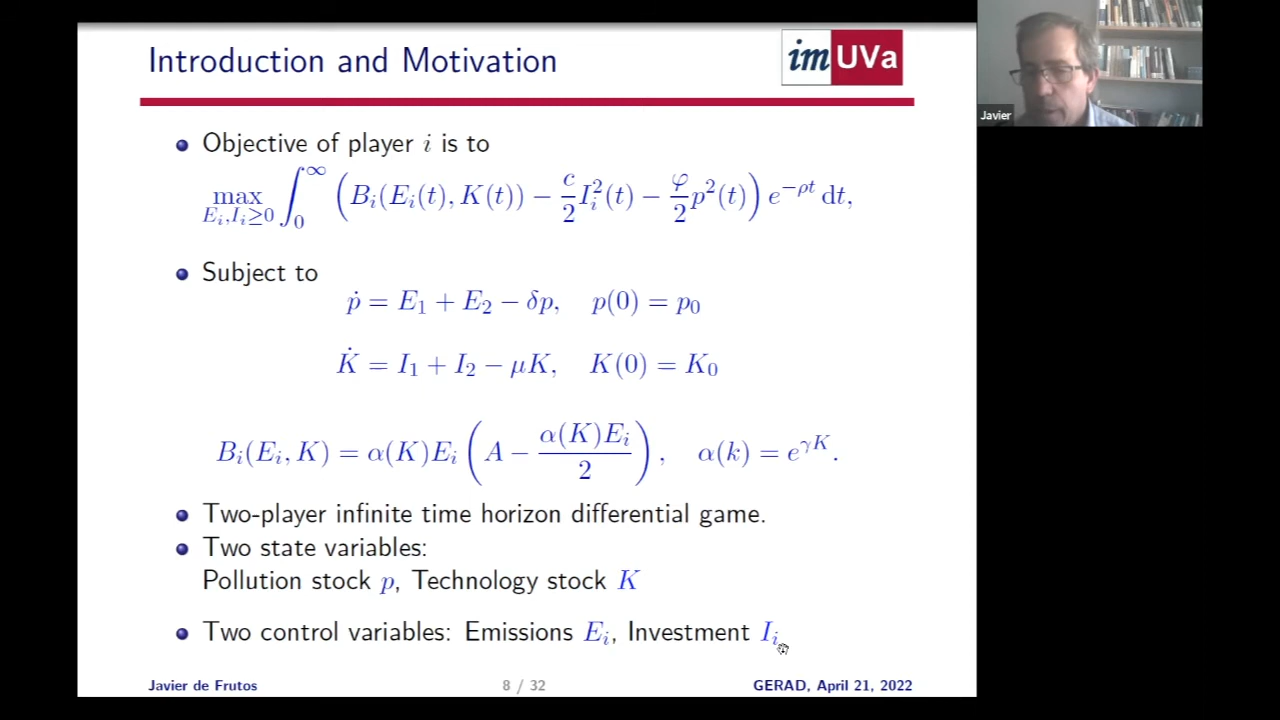 Introduction and Motivation
im UVa
Javier
• Objective of player i is to
max_{E_i,I_i≥0} ∫_0^∞ ( B_i(E_i(t), K(t)) − c/2 I_i^2(t) − φ/2 p^2(t) ) e^{−ρt} dt,
• Subject to
ṗ = E_1 + E_2 − δp, p(0) = p_0
K̇ = I_1 + I_2 − μK, K(0) = K_0
B_i(E_i, K) = α(K)E_i ( A − α(K)E_i/2 ), α(k) = e^{γK}.
• Two-player infinite time horizon differential game.
• Two state variables:
Pollution stock p, Technology stock K
• Two control variables: Emissions E_i, Investment I_i
Javier de Frutos 8 / 32 GERAD, April 21, 2022